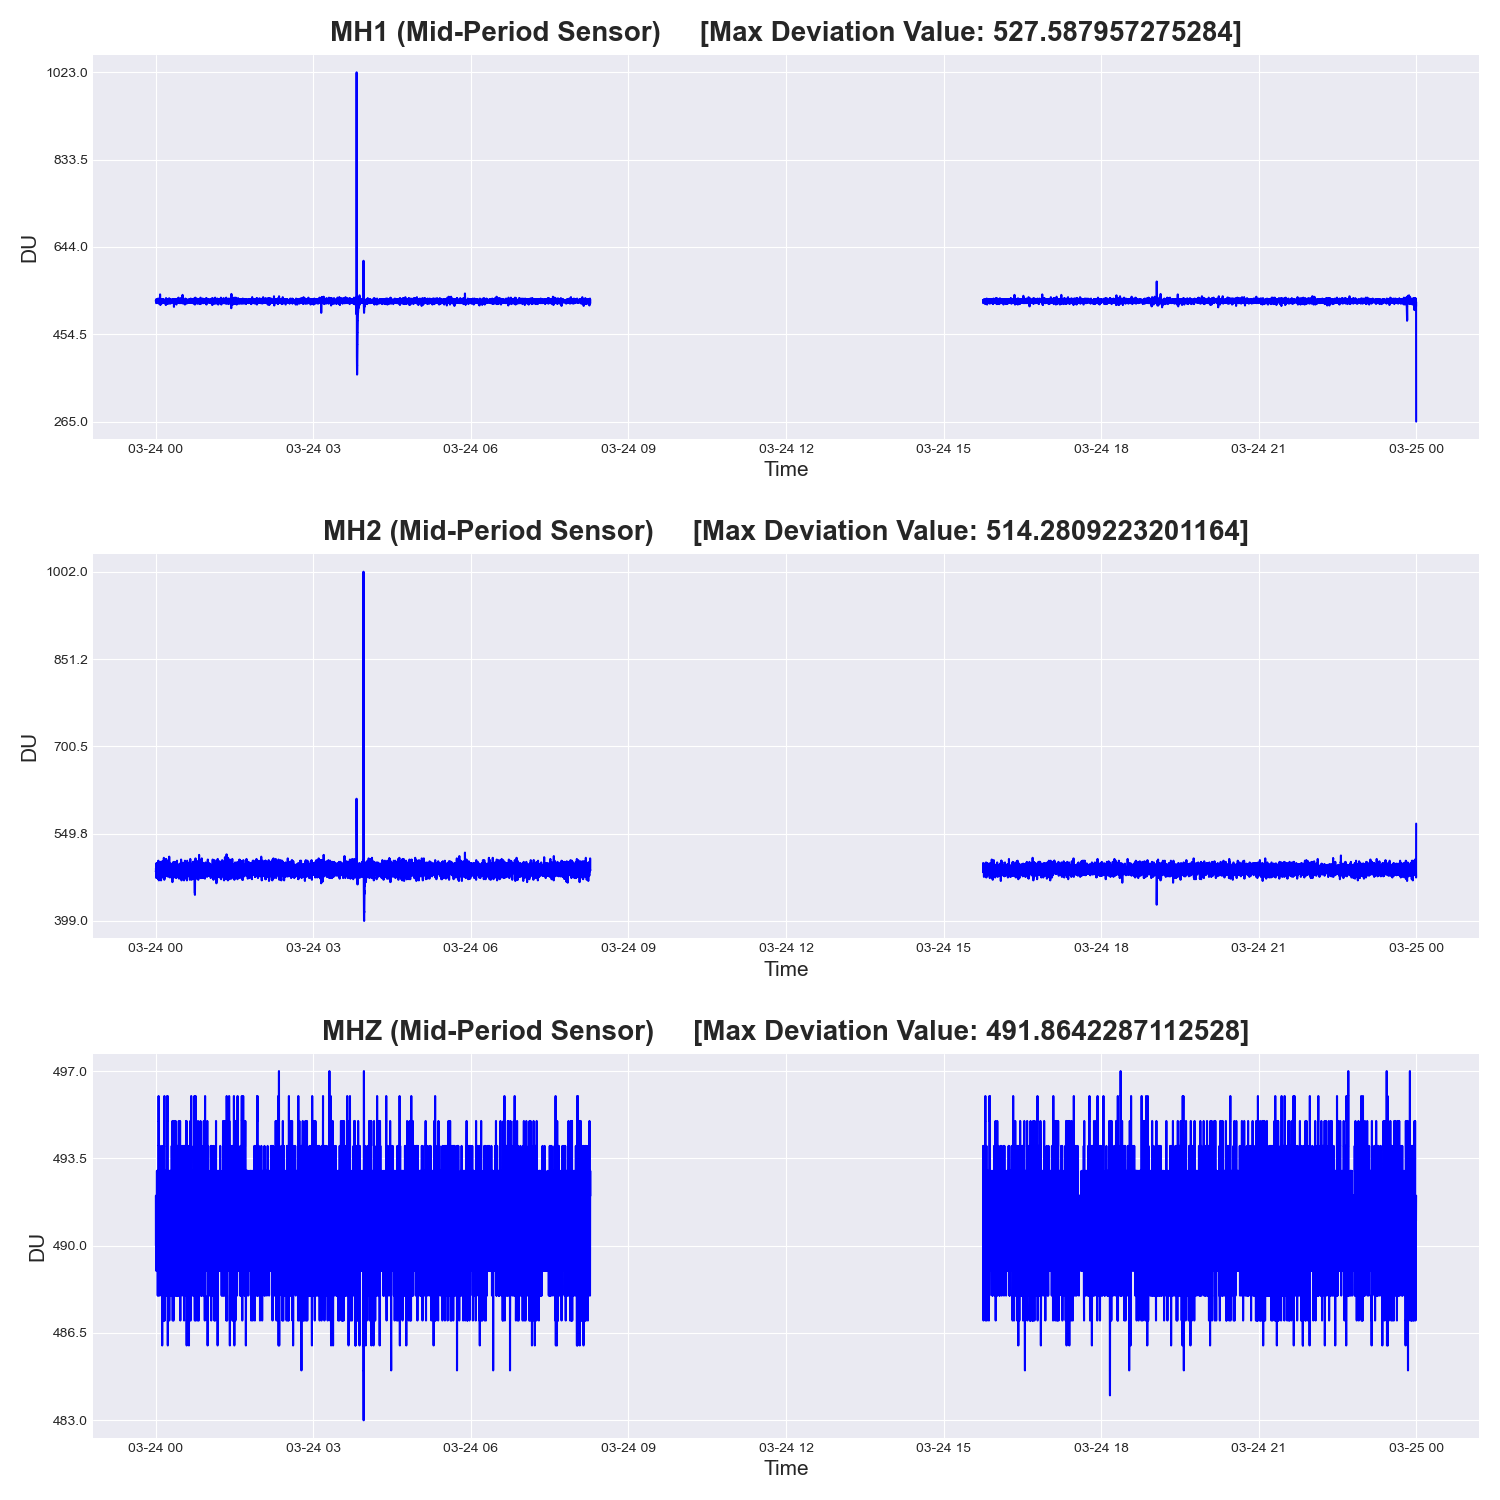 MH1 (Mid-Period Sensor) [Max Deviation Value: 527.587957275284]
1023.0
833.5
644.0
454.5
265.0
DU
03-24 00 03-24 03 03-24 06 03-24 09 03-24 12 03-24 15 03-24 18 03-24 21 03-25 00
Time
MH2 (Mid-Period Sensor) [Max Deviation Value: 514.2809223201164]
1002.0
851.2
700.5
549.8
399.0
DU
03-24 00 03-24 03 03-24 06 03-24 09 03-24 12 03-24 15 03-24 18 03-24 21 03-25 00
Time
MHZ (Mid-Period Sensor) [Max Deviation Value: 491.8642287112528]
497.0
493.5
490.0
486.5
483.0
DU
03-24 00 03-24 03 03-24 06 03-24 09 03-24 12 03-24 15 03-24 18 03-24 21 03-25 00
Time